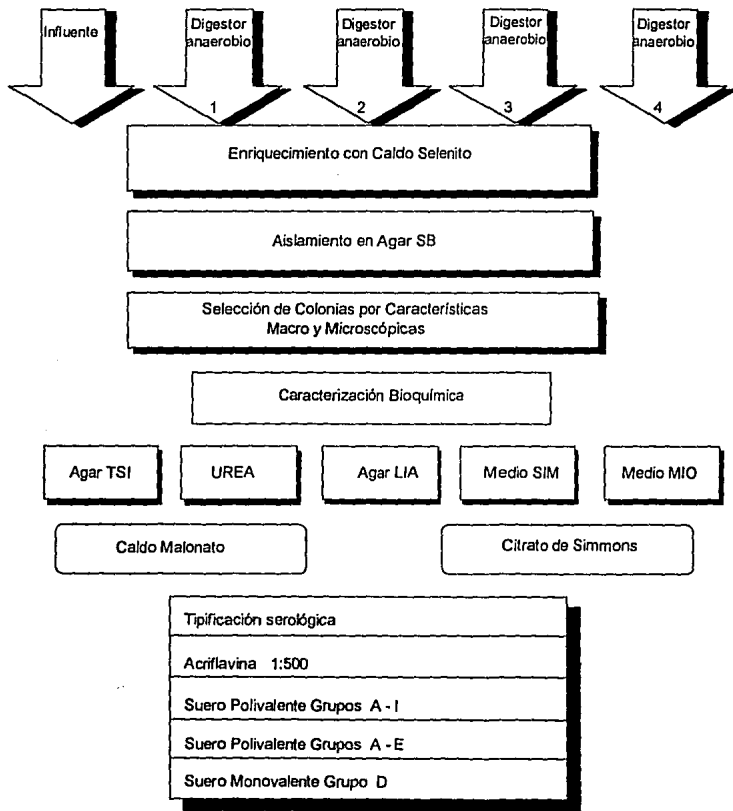 Influente
Digestor
anaerobio
1
Digestor
anaerobio
2
Digestor
anaerobio
3
Digestor
anaerobio
4
Enriquecimiento con Caldo Selenito
Aislamiento en Agar SB
Selección de Colonias por Características
Macro y Microscópicas
Caracterización Bioquímica
Agar TSI
UREA
Agar LIA
Medio SIM
Medio MIO
Caldo Malonato
Citrato de Simmons
Tipificación serológica
Acriflavina 1:500
Suero Polivalente Grupos A - I
Suero Polivalente Grupos A - E
Suero Monovalente Grupo D